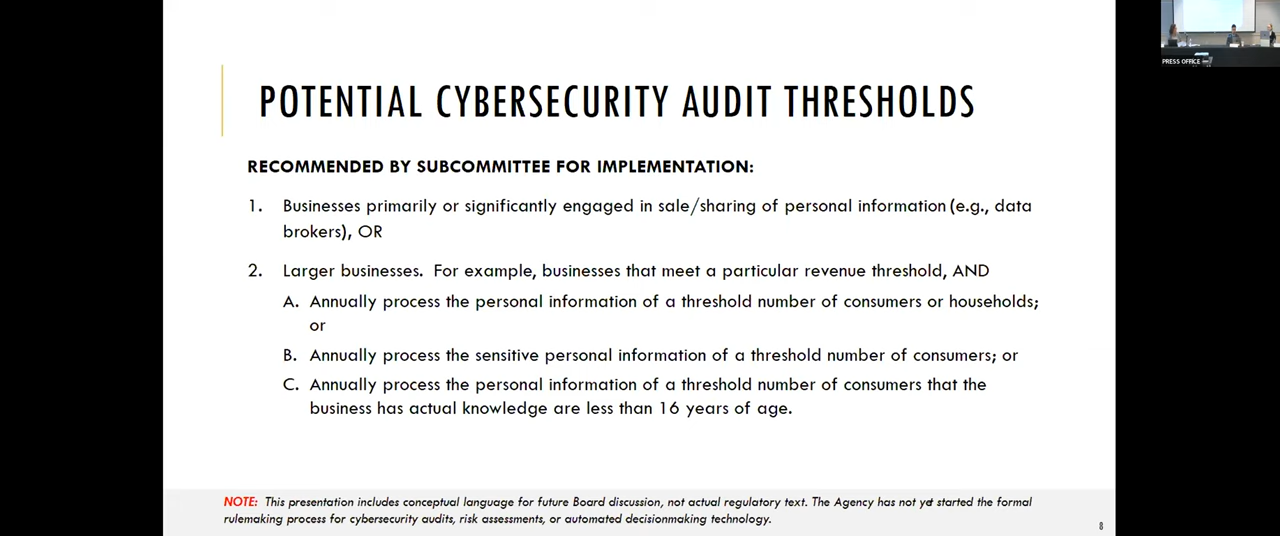 POTENTIAL CYBERSECURITY AUDIT THRESHOLDS
RECOMMENDED BY SUBCOMMITTEE FOR IMPLEMENTATION:
1. Businesses primarily or significantly engaged in sale/sharing of personal information (e.g., data
brokers), OR
2. Larger businesses. For example, businesses that meet a particular revenue threshold, AND
A. Annually process the personal information of a threshold number of consumers or households;
or
B. Annually process the sensitive personal information of a threshold number of consumers; or
C. Annually process the personal information of a threshold number of consumers that the
business has actual knowledge are less than 16 years of age.
NOTE: This presentation includes conceptual language for future Board discussion, not actual regulatory text. The Agency has not yet started the formal
rulemaking process for cybersecurity audits, risk assessments, or automated decisionmaking technology.
8
PRESS OFFICE